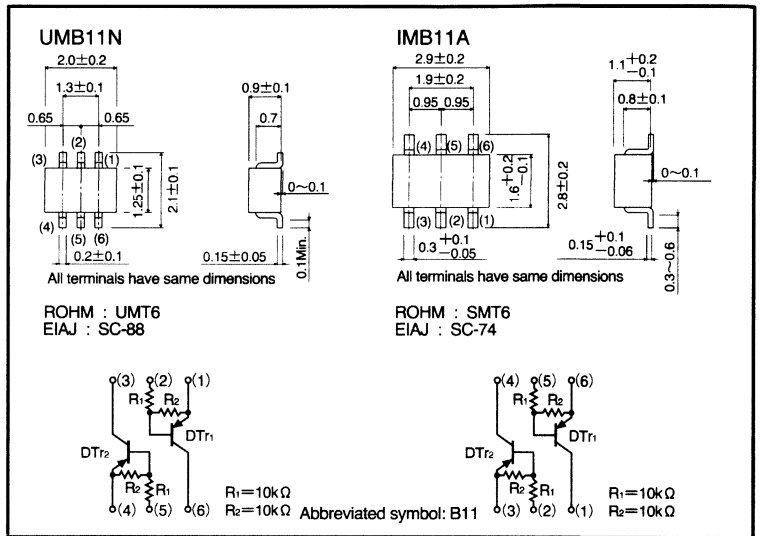 UMB11N
2.0±0.2
1.3±0.1
0.65
0.65
(2)
(3)
(1)
1.25±0.1
2.1±0.1
(4)
(5)
(6)
0.2±0.1
0.9±0.1
0.7
0~0.1
0.15±0.05
0.1Min.
All terminals have same dimensions
ROHM : UMT6
EIAJ : SC-88
IMB11A
2.9±0.2
1.9±0.2
0.95
0.95
(4)
(5)
(6)
1.6+0.2
−0.1
2.8±0.2
(3)
(2)
(1)
0.3+0.1
−0.05
1.1+0.2
−0.1
0.8±0.1
0~0.1
0.15+0.1
−0.06
0.3~0.6
All terminals have same dimensions
ROHM : SMT6
EIAJ : SC-74
(3) (2) (1)
R1
R2
DTr1
DTr2
R2
R1
(4) (5) (6)
R1=10kΩ
R2=10kΩ
Abbreviated symbol: B11
(4) (5) (6)
R1
R2
DTr1
DTr2
R2
R1
(3) (2) (1)
R1=10kΩ
R2=10kΩ